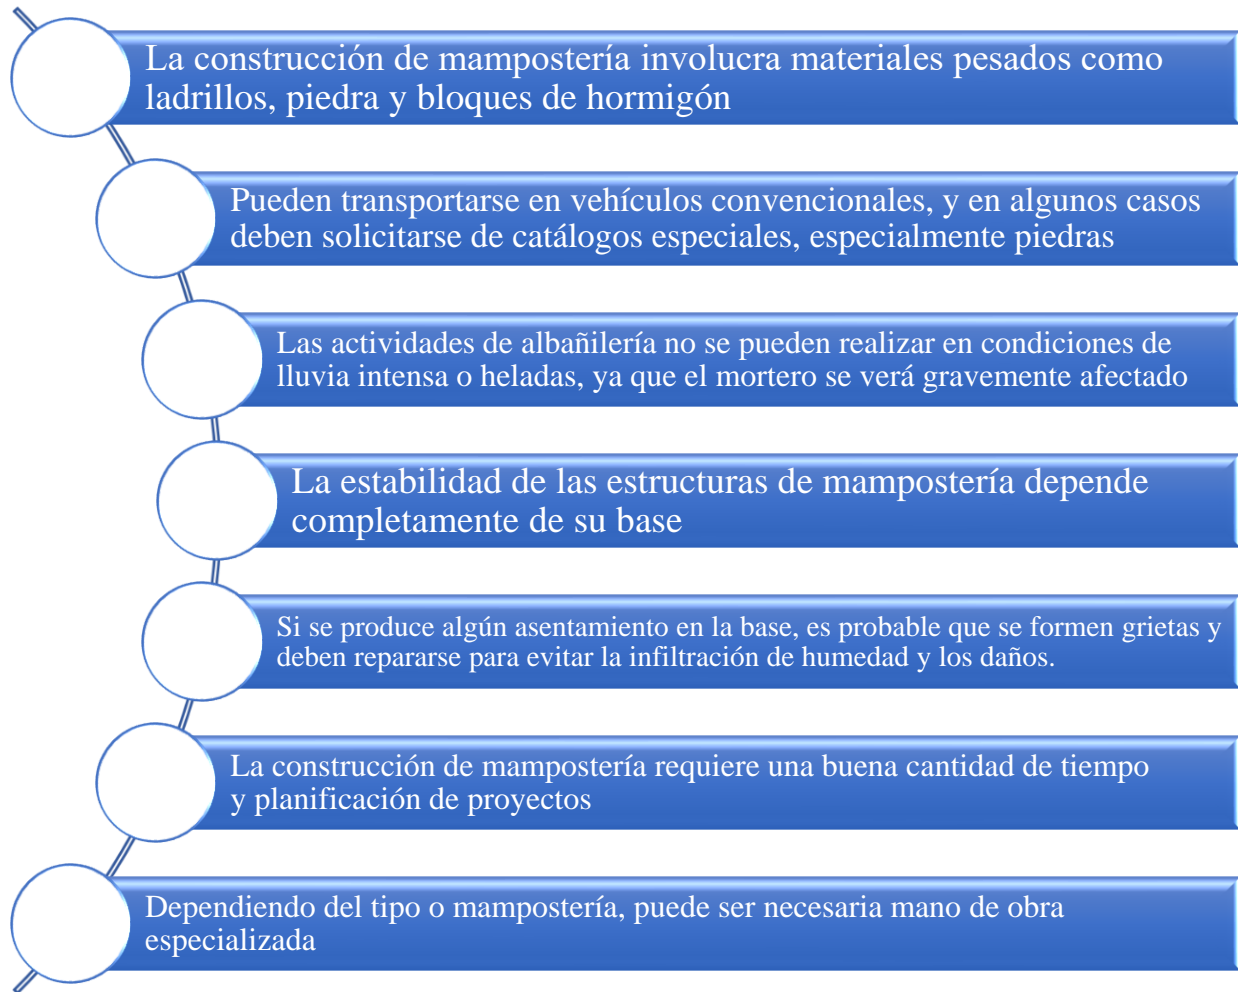 La construcción de mampostería involucra materiales pesados como
ladrillos, piedra y bloques de hormigón
Pueden transportarse en vehículos convencionales, y en algunos casos
deben solicitarse de catálogos especiales, especialmente piedras
Las actividades de albañilería no se pueden realizar en condiciones de
lluvia intensa o heladas, ya que el mortero se verá gravemente afectado
La estabilidad de las estructuras de mampostería depende
completamente de su base
Si se produce algún asentamiento en la base, es probable que se formen grietas y
deben repararse para evitar la infiltración de humedad y los daños.
La construcción de mampostería requiere una buena cantidad de tiempo
y planificación de proyectos
Dependiendo del tipo o mampostería, puede ser necesaria mano de obra
especializada